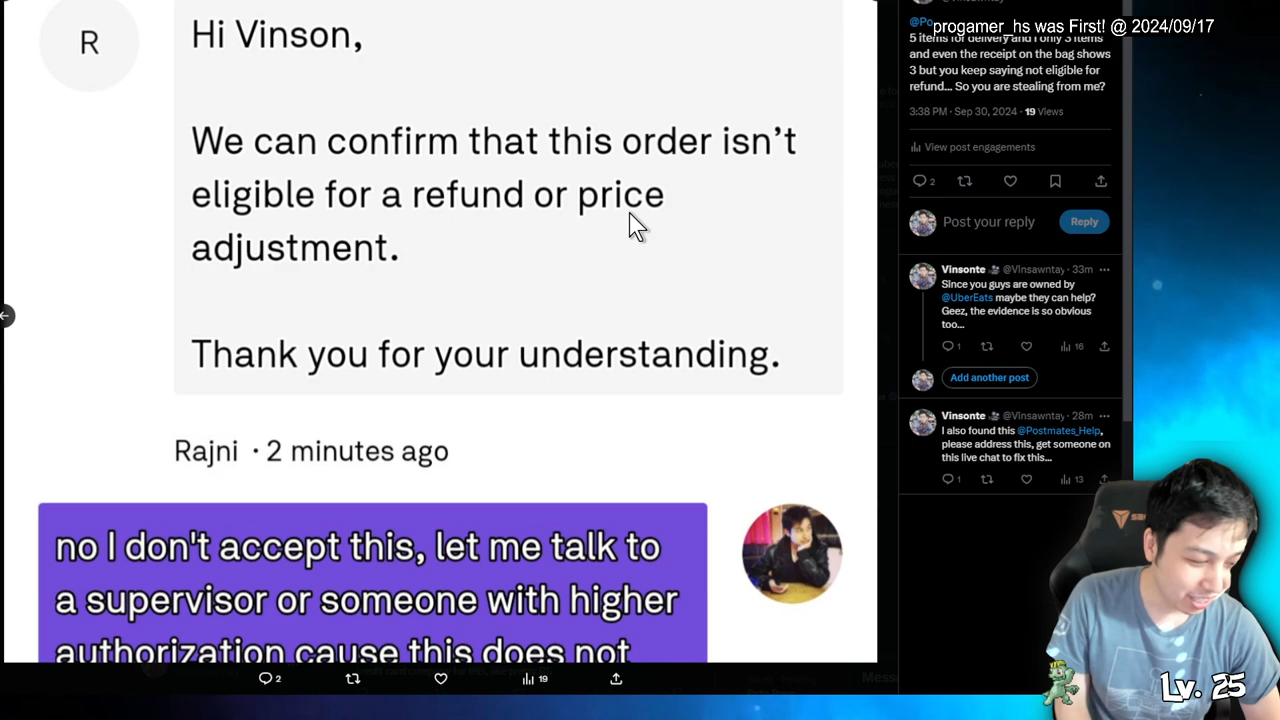 R
Hi Vinson,
We can confirm that this order isn't
eligible for a refund or price
adjustment.
Thank you for your understanding.
Rajni · 2 minutes ago
no I don't accept this, let me talk to
a supervisor or someone with higher
authorization cause this does not
2
19
progamer_hs was First! @ 2024/09/17
@Po
5 items for delivery and I only 3 items
and even the receipt on the bag shows
3 but you keep saying not eligible for
refund... So you are stealing from me?
3:38 PM · Sep 30, 2024 · 19 Views
View post engagements
2
Post your reply
Reply
Vinsonte @VInsawntay · 33m
Since you guys are owned by
@UberEats maybe they can help?
Geez, the evidence is so obvious
too...
1
16
Add another post
Vinsonte @VInsawntay · 28m
I also found this @Postmates_Help,
please address this, get someone on
this live chat to fix this...
1
13
Lv. 25